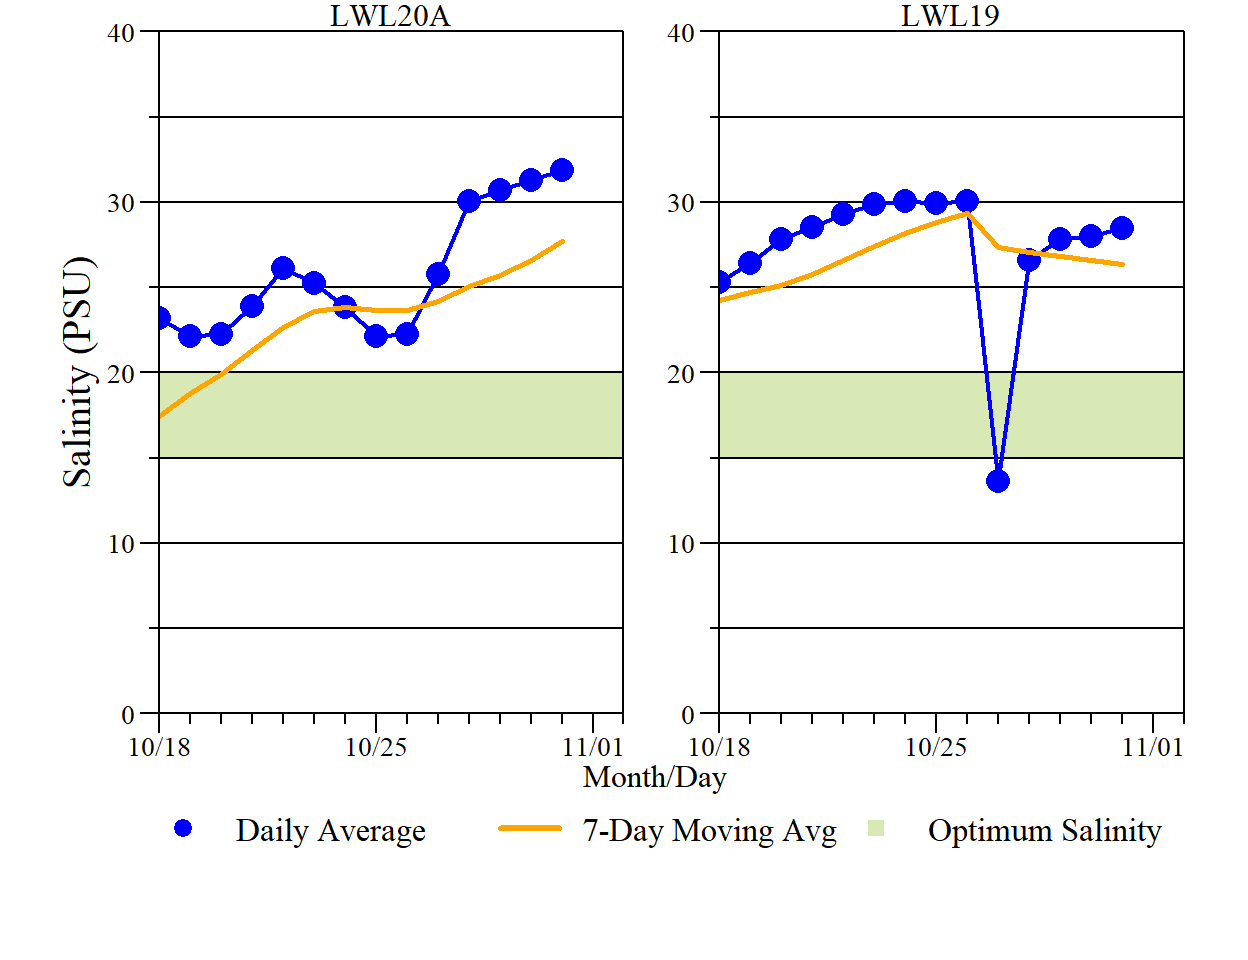 LWL20A
LWL19
40
30
20
10
0
40
30
20
10
0
Salinity (PSU)
10/18
10/25
11/01
10/18
10/25
11/01
Month/Day
Daily Average
7-Day Moving Avg
Optimum Salinity